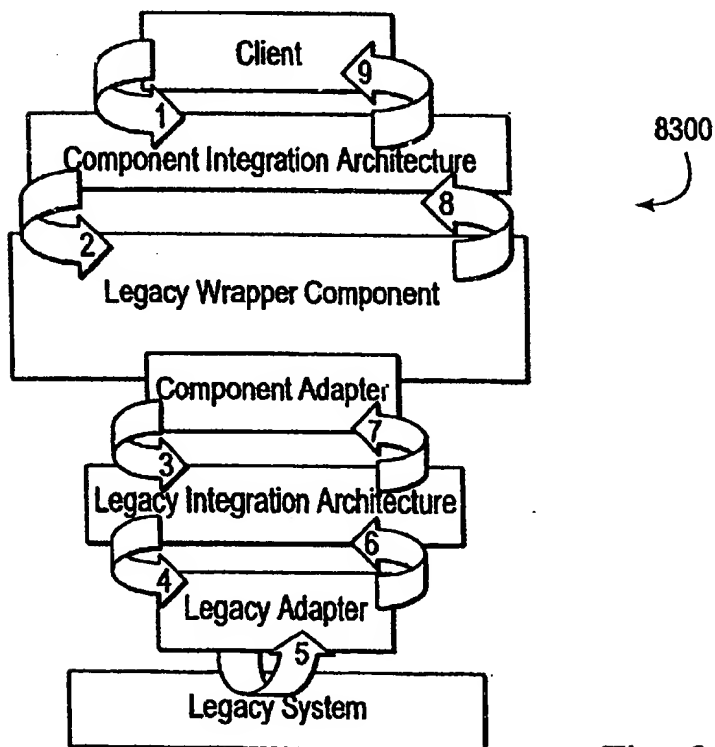 Client
9
1
8300
Component Integration Architecture
8
2
Legacy Wrapper Component
Component Adapter
7
3
Legacy Integration Architecture
6
4
Legacy Adapter
5
Legacy System